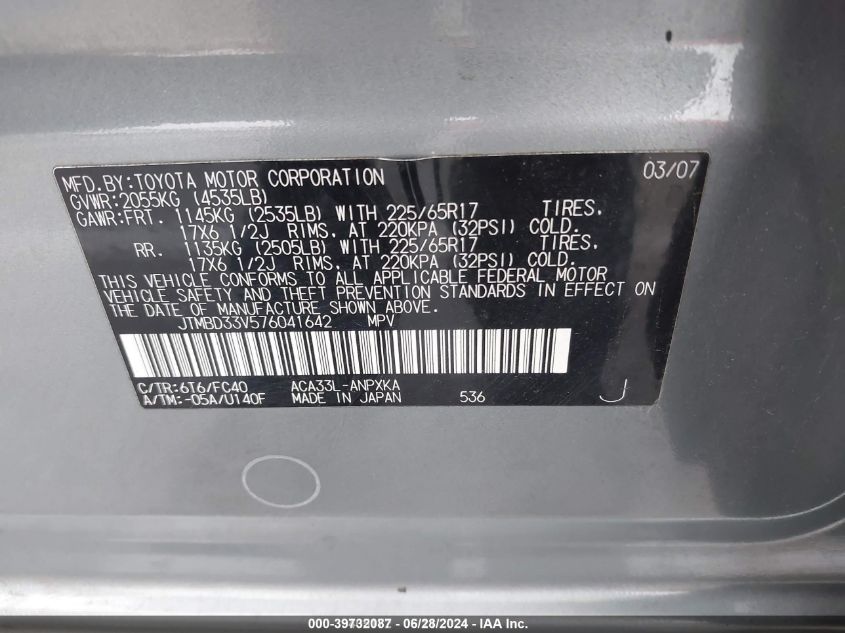 MFD.BY:TOYOTA MOTOR CORPORATION 03/07
GVWR:2055KG (4535LB)
GAWR:FRT. 1145KG (2535LB) WITH 225/65R17 TIRES,
17X6 1/2J RIMS, AT 220KPA (32PSI) COLD.
RR. 1135KG (2505LB) WITH 225/65R17 TIRES,
17X6 1/2J RIMS, AT 220KPA (32PSI) COLD.
THIS VEHICLE CONFORMS TO ALL APPLICABLE FEDERAL MOTOR
VEHICLE SAFETY AND THEFT PREVENTION STANDARDS IN EFFECT ON
THE DATE OF MANUFACTURE SHOWN ABOVE.
JTMBD33V576041642 MPV
C/TR:6T6/FC40 ACA33L-ANPXKA
A/TM:-05A/U140F MADE IN JAPAN 536 J
000-39732087 - 06/28/2024 - IAA Inc.